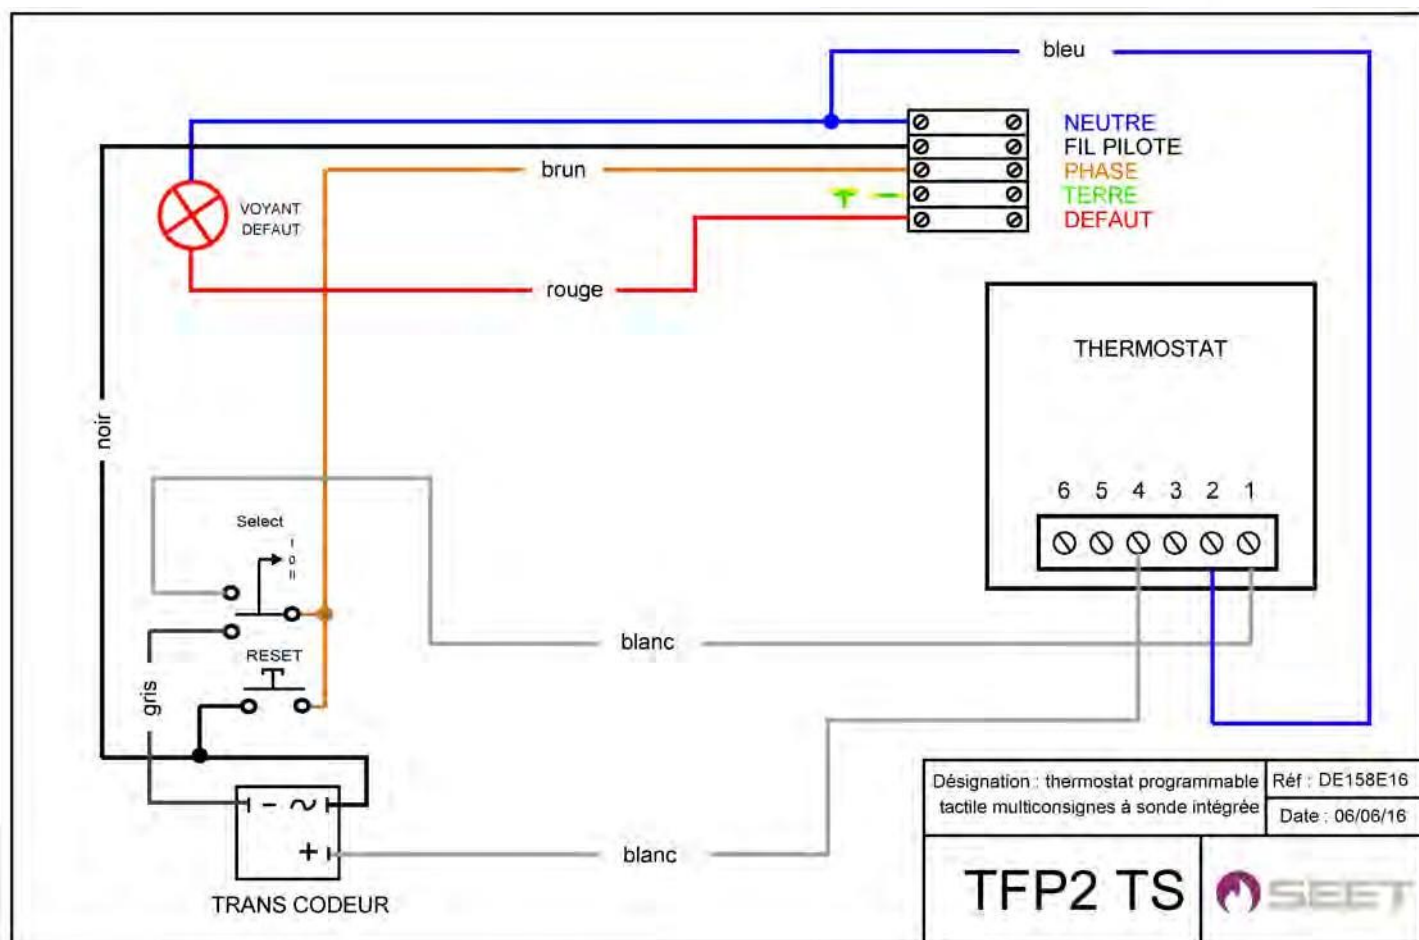 bleu
NEUTRE
FIL PILOTE
brun
PHASE
TERRE
DEFAUT
VOYANT
DEFAUT
rouge
THERMOSTAT
noir
6 5 4 3 2 1
Select
I
0
II
blanc
RESET
gris
- ~
+
blanc
TRANS CODEUR
Désignation : thermostat programmable
tactile multiconsignes à sonde intégrée
Réf : DE158E16
Date : 06/06/16
TFP2 TS
SEET